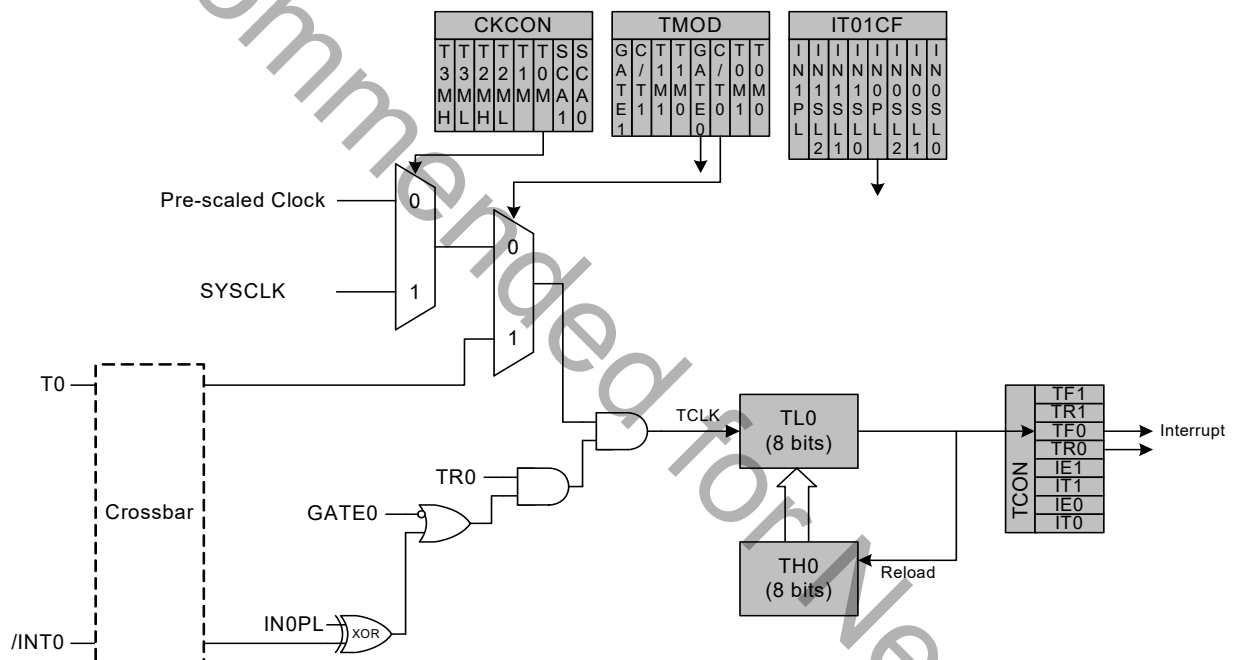 CKCON
T3MH
T3ML
T2MH
T2ML
T1M
T0M
SCA1
SCA0
TMOD
GATE1
C/T1
T1M1
T1M0
GATE0
C/T0
T0M1
T0M0
IT01CF
IN1PL
IN1SL2
IN1SL1
IN1SL0
IN0PL
IN0SL2
IN0SL1
IN0SL0
Pre-scaled Clock
0
SYSCLK
1
0
1
T0
Crossbar
/INT0
TR0
GATE0
IN0PL
XOR
TCLK
TL0
(8 bits)
TH0
(8 bits)
Reload
TCON
TF1
TR1
TF0
TR0
IE1
IT1
IE0
IT0
Interrupt
ommended for Ne